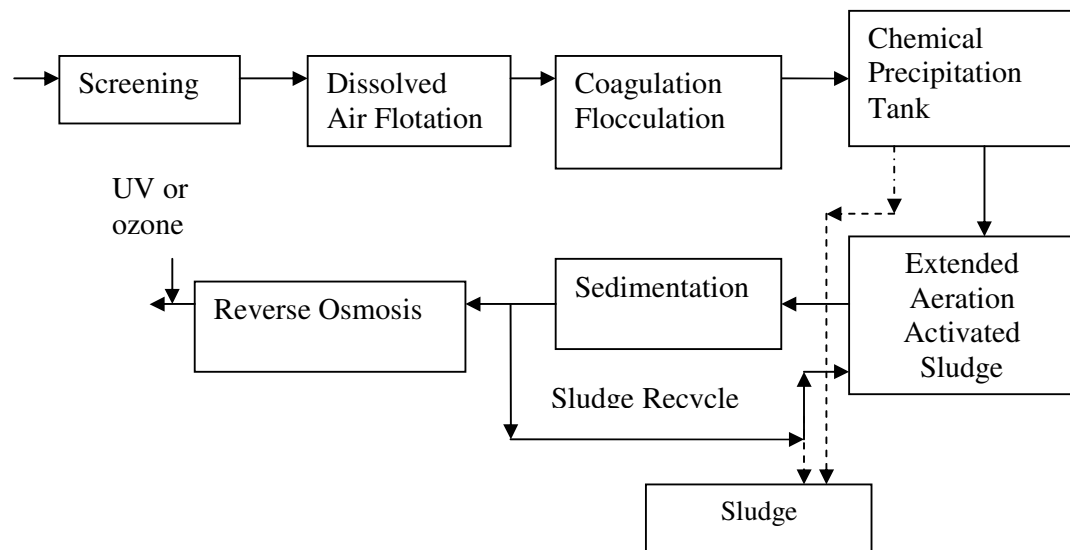 Screening
Dissolved
Air Flotation
Coagulation
Flocculation
Chemical
Precipitation
Tank
UV or
ozone
Reverse Osmosis
Sedimentation
Extended
Aeration
Activated
Sludge
Sludge Recycle
Sludge